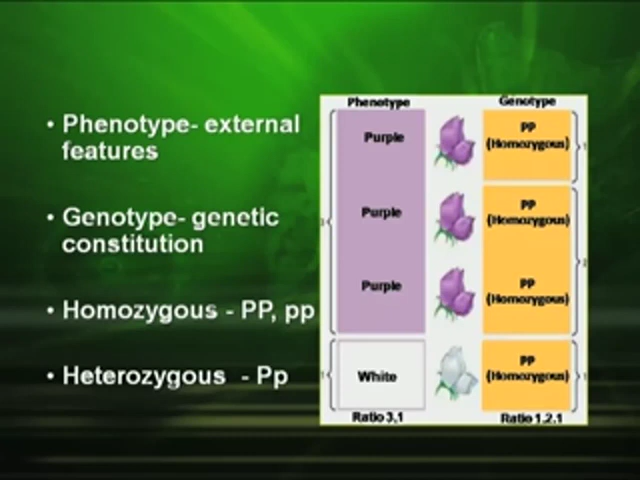 • Phenotype- external
features
• Genotype- genetic
constitution
• Homozygous - PP, pp
• Heterozygous - Pp
Phenotype Genotype
Purple
PP
(Homozygous)
Purple
PP
(Homozygous)
Purple
PP
(Homozygous)
White
PP
(Homozygous)
Ratio 3.1 Ratio 1.2.1